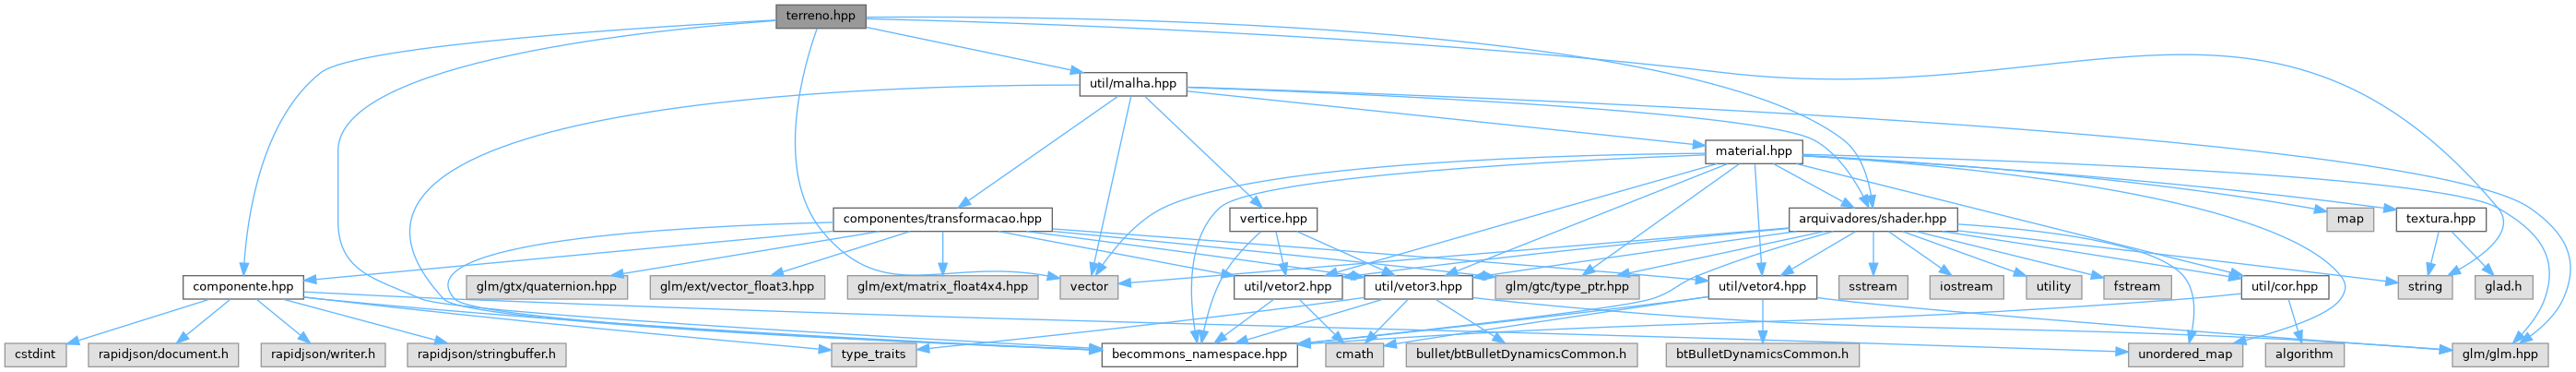 terreno.hpp
util/malha.hpp
material.hpp
componentes/transformacao.hpp
vertice.hpp
arquivadores/shader.hpp
map
textura.hpp
componente.hpp
glm/gtx/quaternion.hpp
glm/ext/vector_float3.hpp
glm/ext/matrix_float4x4.hpp
vector
util/vetor2.hpp
util/vetor3.hpp
glm/gtc/type_ptr.hpp
util/vetor4.hpp
sstream
iostream
utility
fstream
util/cor.hpp
string
glad.h
cstdint
rapidjson/document.h
rapidjson/writer.h
rapidjson/stringbuffer.h
type_traits
becommons_namespace.hpp
cmath
bullet/btBulletDynamicsCommon.h
btBulletDynamicsCommon.h
unordered_map
algorithm
glm/glm.hpp